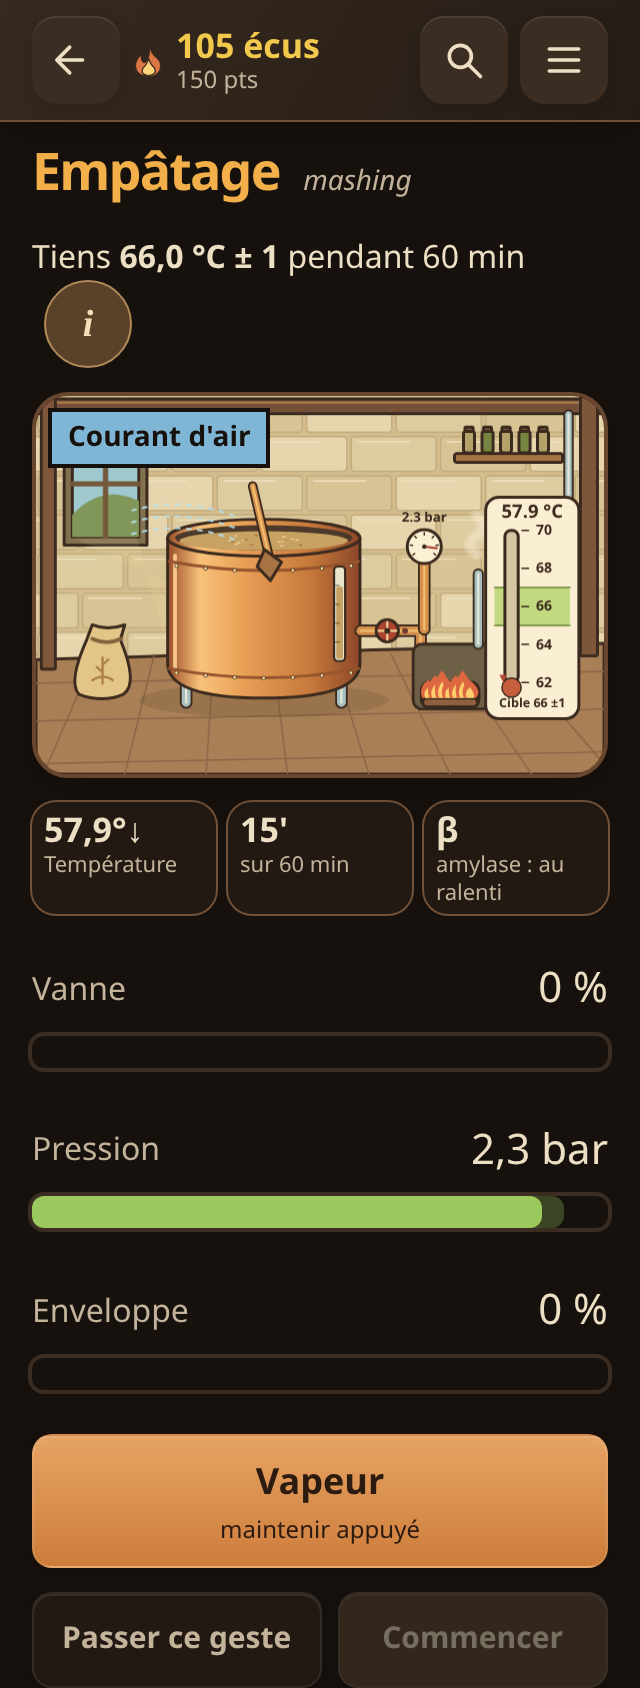 105 écus
150 pts
Empâtage mashing
Tiens 66,0 °C ± 1 pendant 60 min
i
Courant d'air
2.3 bar
57.9 °C
70
68
66
64
62
Cible 66 ±1
57,9°↓
Température
15'
sur 60 min
β
amylase : au
ralenti
Vanne 0 %
Pression 2,3 bar
Enveloppe 0 %
Vapeur
maintenir appuyé
Passer ce geste
Commencer